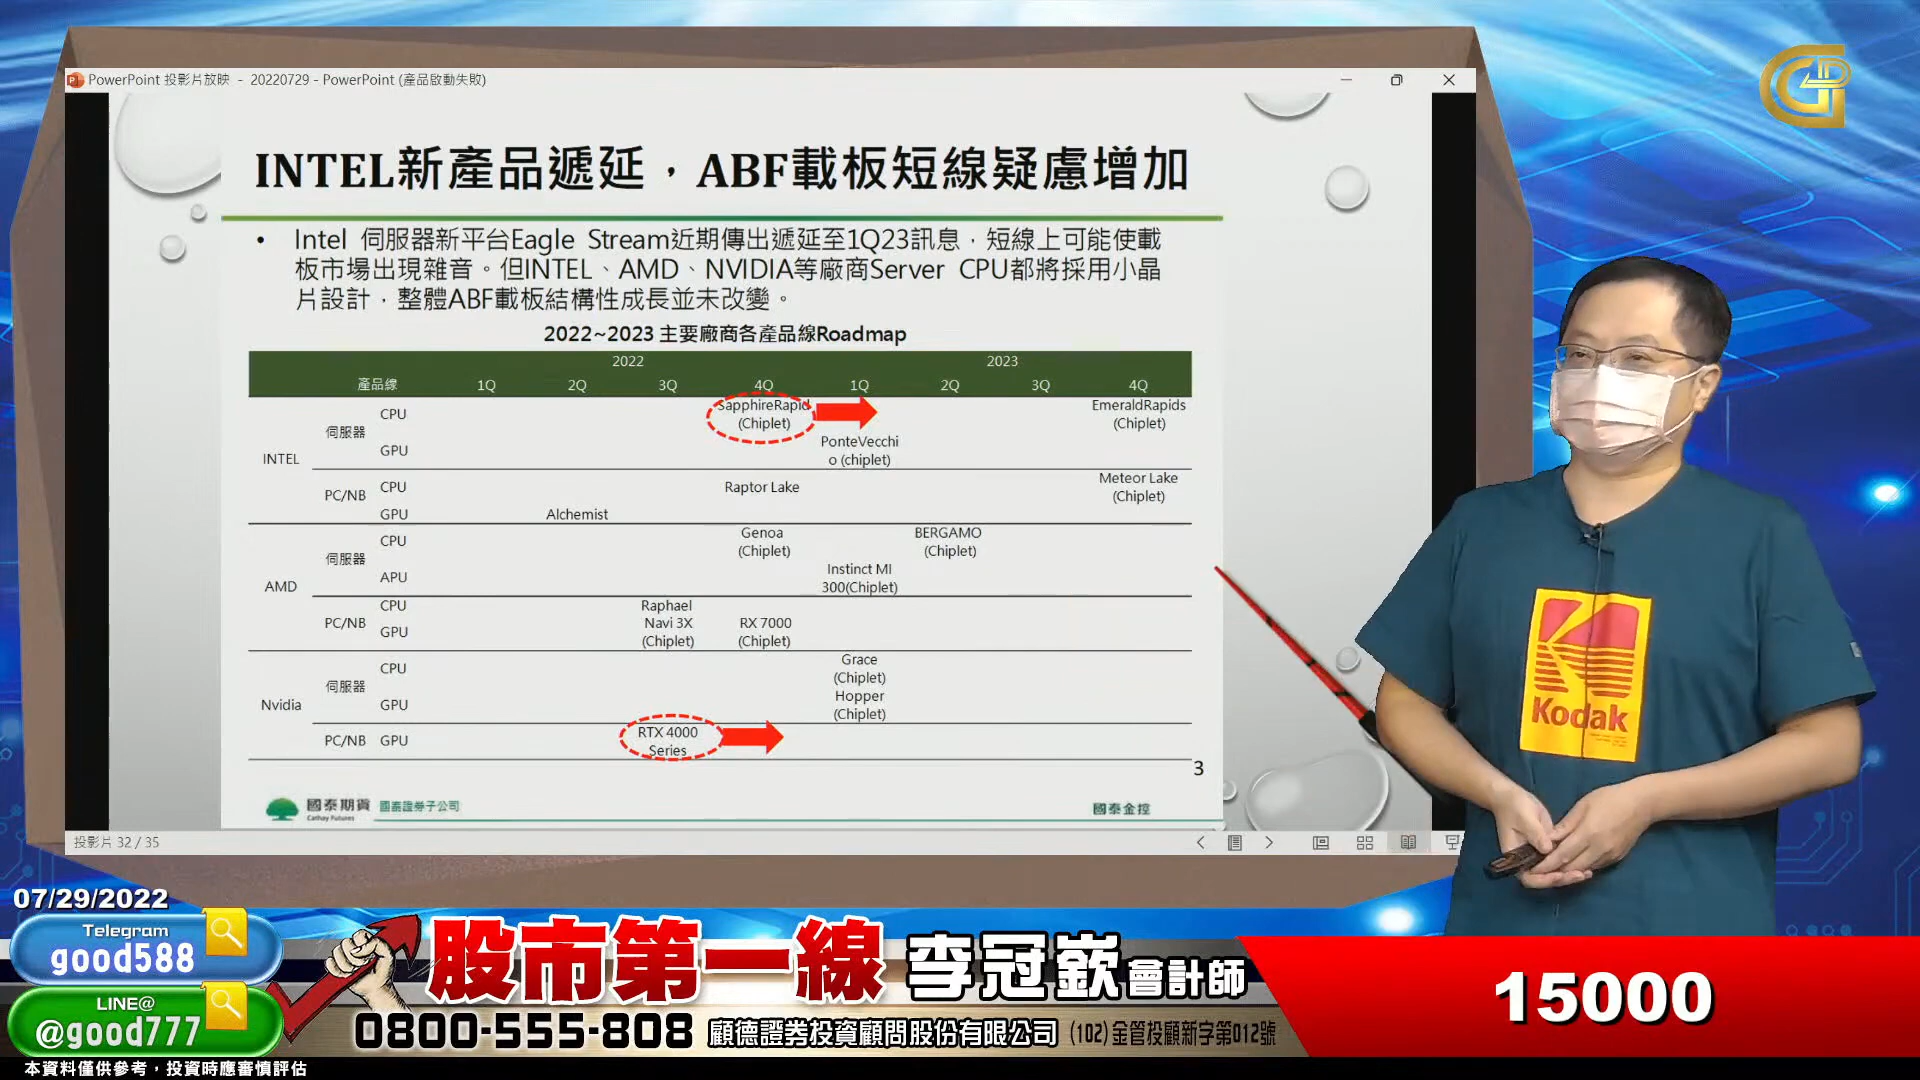 PowerPoint 投影片放映 - 20220729 - PowerPoint (產品啟動失敗)
INTEL新產品遞延，ABF載板短線疑慮增加
• Intel 伺服器新平台Eagle Stream近期傳出遞延至1Q23訊息，短線上可能使載
板市場出現雜音。但INTEL、AMD、NVIDIA等廠商Server CPU都將採用小晶
片設計，整體ABF載板結構性成長並未改變。
2022~2023 主要廠商各產品線Roadmap
2022 2023
產品線 1Q 2Q 3Q 4Q 1Q 2Q 3Q 4Q
INTEL 伺服器 CPU SapphireRapid EmeraldRapids
(Chiplet) (Chiplet)
GPU PonteVecchi
o (chiplet)
PC/NB CPU Raptor Lake Meteor Lake
(Chiplet)
GPU Alchemist
AMD 伺服器 CPU Genoa BERGAMO
(Chiplet) (Chiplet)
APU Instinct MI
300(Chiplet)
PC/NB CPU Raphael
GPU Navi 3X RX 7000
(Chiplet) (Chiplet)
Nvidia 伺服器 CPU Grace
(Chiplet)
GPU Hopper
(Chiplet)
PC/NB GPU RTX 4000
Series
3
國泰期貨 國泰證券子公司 國泰金控
Cathay Futures
投影片 32 / 35
Kodak
07/29/2022
Telegram
good588
LINE@
@good777
股市第一線 李冠嶔會計師
0800-555-808 顧德證券投資顧問股份有限公司 (102)金管投顧新字第012號
15000
本資料僅供參考，投資時應審慎評估